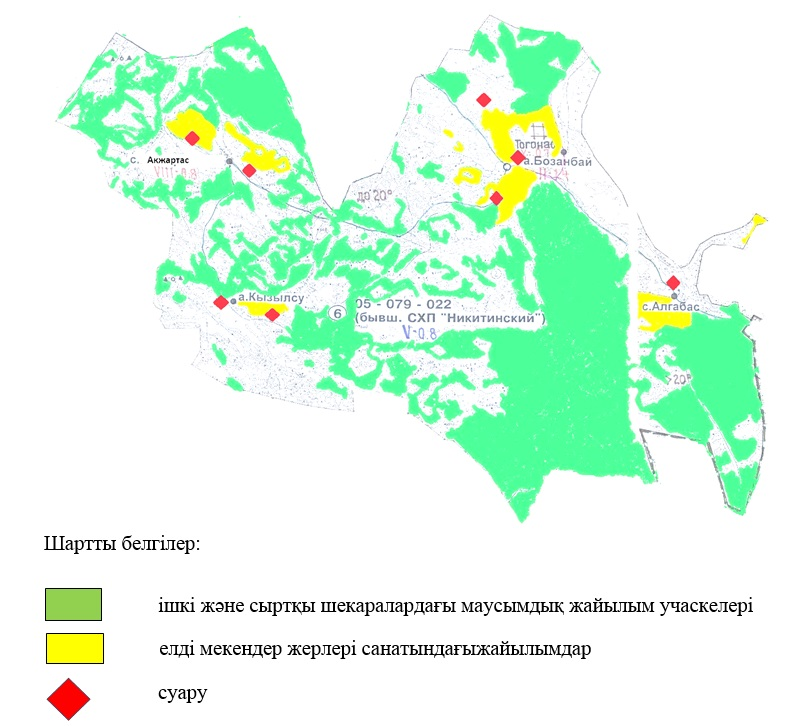 с. Акжартас
VIII-0.8
Тогонас
а.Бозанбай
до 20°
а.Кызылсу
6
05 - 079 - 022
(бывш. СХП "Никитинский")
V-0.8
с.Алгабас
20°
Шартты белгілер:
ішкі және сыртқы шекаралардағы маусымдық жайылым учаскелері
елді мекендер жерлері санатындағыжайылымдар
суару